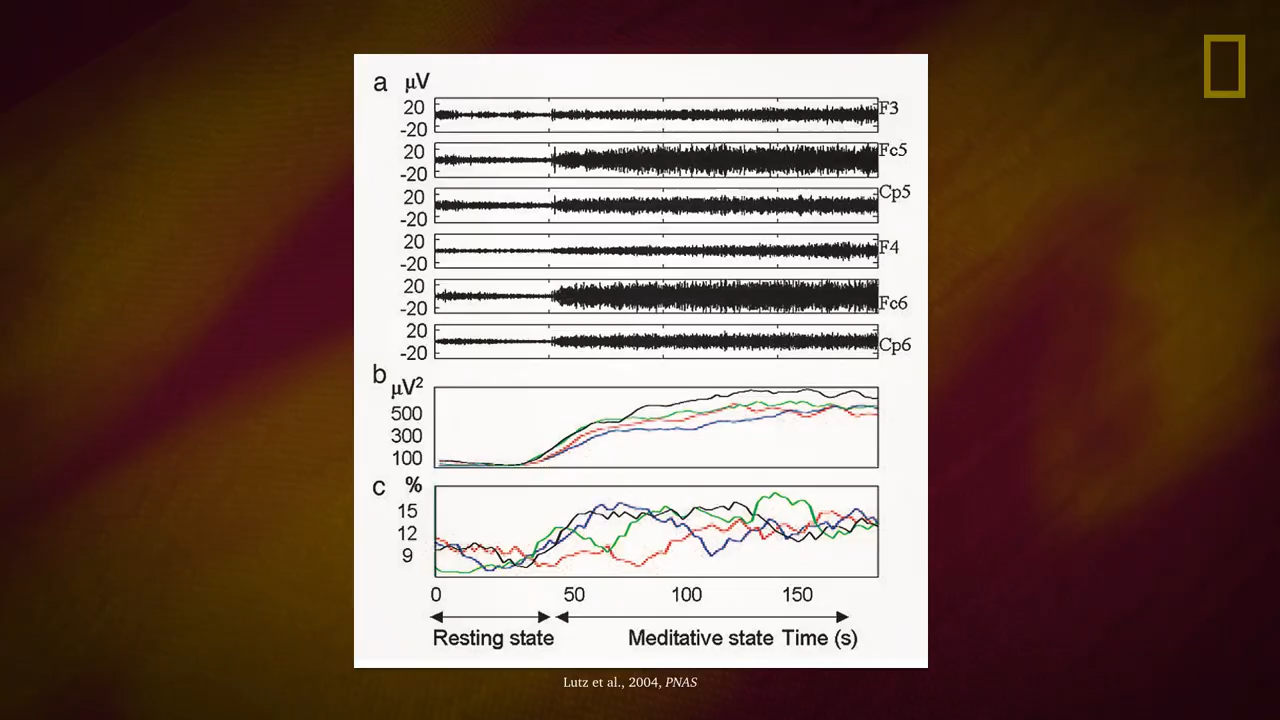 a µV
20
-20
F3
20
-20
Fc5
20
-20
Cp5
20
-20
F4
20
-20
Fc6
20
-20
Cp6
b µV²
500
300
100
c %
15
12
9
0 50 100 150
Resting state Meditative state Time (s)
Lutz et al., 2004, PNAS